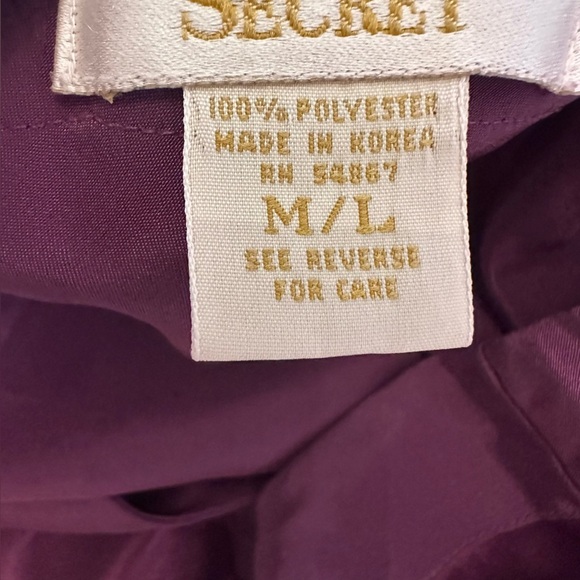 SECRET
100% POLYESTER
MADE IN KOREA
RN 54867
M/L
SEE REVERSE
FOR CARE